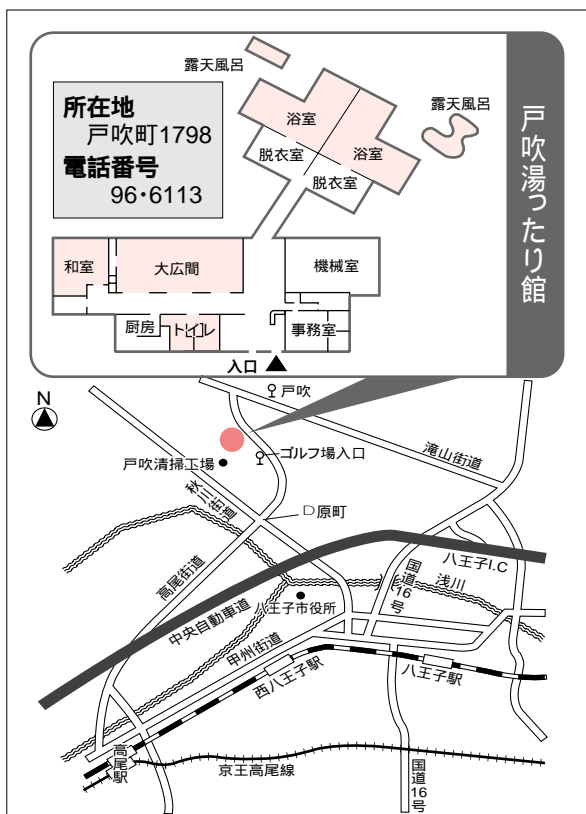 戸吹湯ったり館
所在地
戸吹町1798
電話番号
96・6113
露天風呂
露天風呂
浴室
浴室
脱衣室
脱衣室
和室
大広間
機械室
厨房
トイレ
事務室
入口
N
戸吹
戸吹清掃工場
ゴルフ場入口
滝山街道
秋川街道
原町
高尾街道
八王子I.C
国道16号
浅川
中央自動車道
八王子市役所
甲州街道
西八王子駅
八王子駅
高尾駅
京王高尾線
国道16号